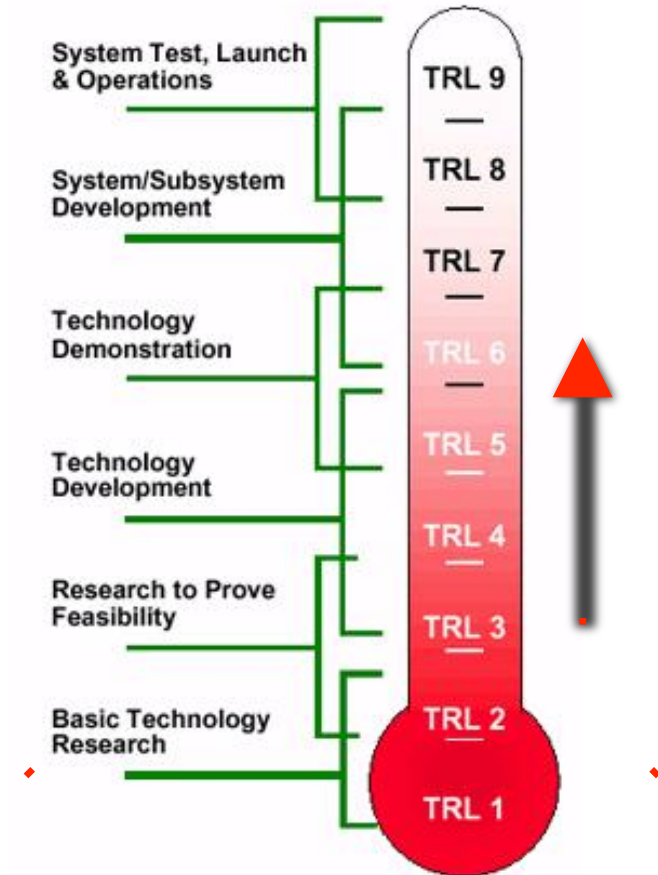 System Test, Launch
& Operations
System/Subsystem
Development
Technology
Demonstration
Technology
Development
Research to Prove
Feasibility
Basic Technology
Research
TRL 9
TRL 8
TRL 7
TRL 6
TRL 5
TRL 4
TRL 3
TRL 2
TRL 1